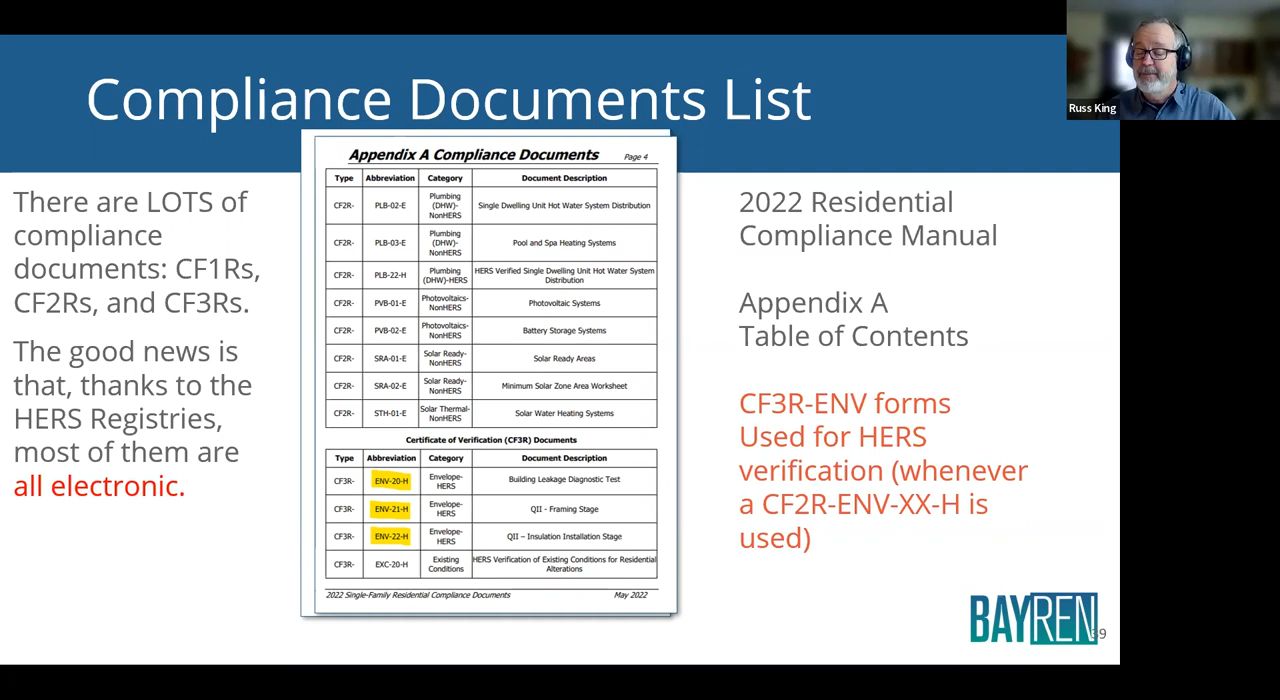 Compliance Documents List
Russ King
There are LOTS of
compliance
documents: CF1Rs,
CF2Rs, and CF3Rs.
The good news is
that, thanks to the
HERS Registries,
most of them are
all electronic.
Appendix A Compliance Documents Page 4
Type Abbreviation Category Document Description
CF2R- PLB-02-E Plumbing (DHW)-NonHERS Single Dwelling Unit Hot Water System Distribution
CF2R- PLB-03-E Plumbing (DHW)-NonHERS Pool and Spa Heating Systems
CF2R- PLB-22-H Plumbing (DHW)-HERS HERS Verified Single Dwelling Unit Hot Water System Distribution
CF2R- PVB-01-E Photovoltaics-NonHERS Photovoltaic Systems
CF2R- PVB-02-E Photovoltaics-NonHERS Battery Storage Systems
CF2R- SRA-01-E Solar Ready-NonHERS Solar Ready Areas
CF2R- SRA-02-E Solar Ready-NonHERS Minimum Solar Zone Area Worksheet
CF2R- STH-01-E Solar Thermal-NonHERS Solar Water Heating Systems
Certificate of Verification (CF3R) Documents
Type Abbreviation Category Document Description
CF3R- ENV-20-H Envelope-HERS Building Leakage Diagnostic Test
CF3R- ENV-21-H Envelope-HERS QII - Framing Stage
CF3R- ENV-22-H Envelope-HERS QII – Insulation Installation Stage
CF3R- EXC-20-H Existing Conditions HERS Verification of Existing Conditions for Residential Alterations
2022 Single-Family Residential Compliance Documents May 2022
2022 Residential
Compliance Manual
Appendix A
Table of Contents
CF3R-ENV forms
Used for HERS
verification (whenever
a CF2R-ENV-XX-H is
used)
BAYREN
39